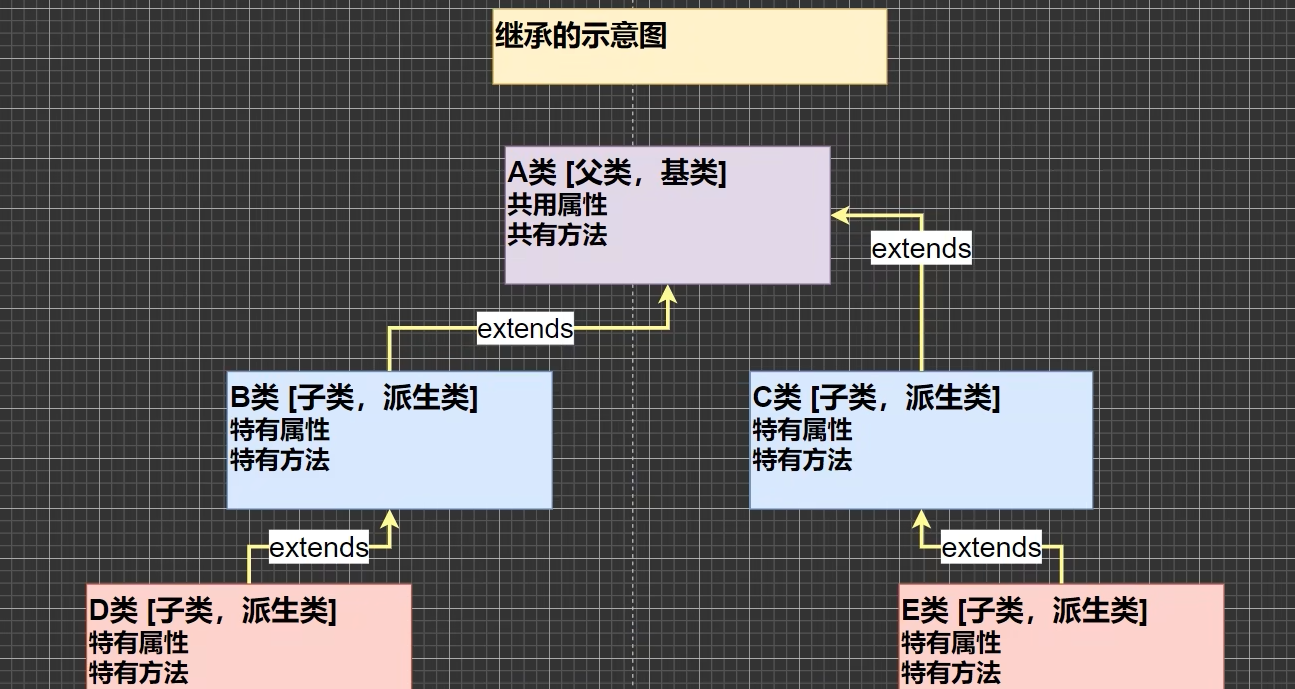 继承的示意图
A类 [父类，基类]
共用属性
共有方法
extends
extends
B类 [子类，派生类]
特有属性
特有方法
C类 [子类，派生类]
特有属性
特有方法
extends
extends
D类 [子类，派生类]
特有属性
特有方法
E类 [子类，派生类]
特有属性
特有方法